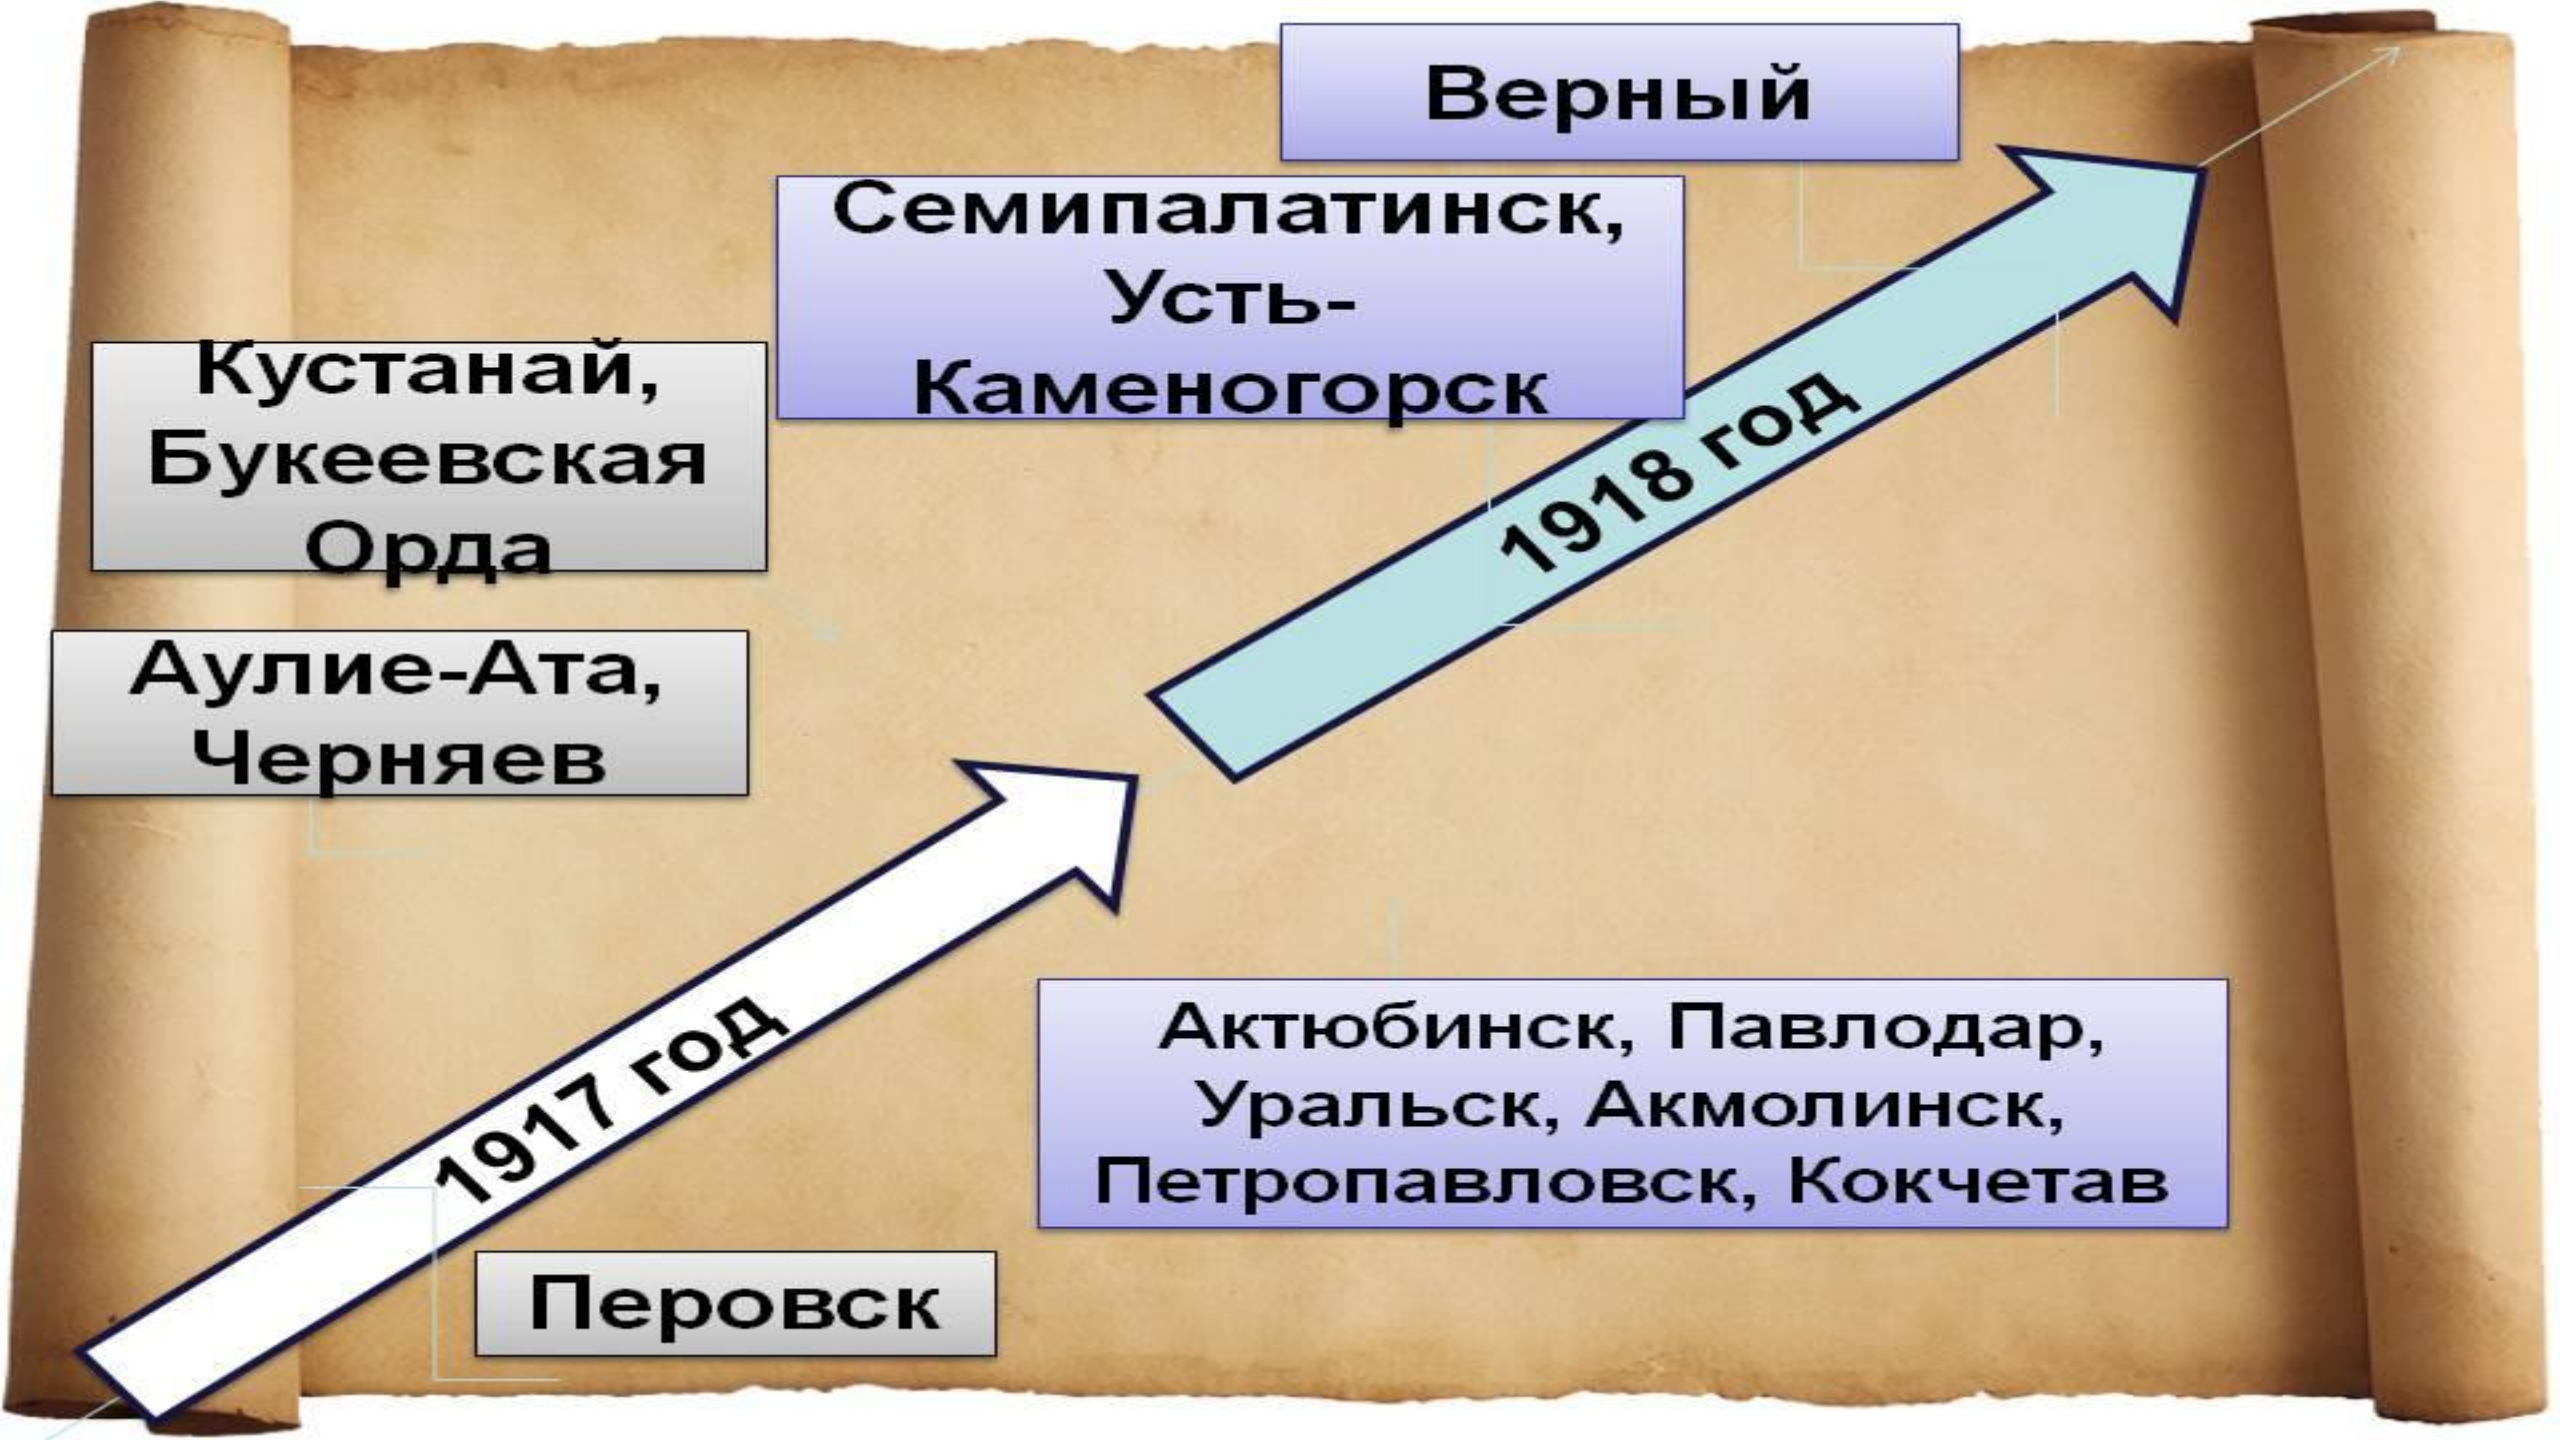 Верный
Семипалатинск,
Усть-
Каменогорск
Кустанай,
Букеевская
Орда
1918 год
Аулие-Ата,
Черняев
1917 год
Актюбинск, Павлодар,
Уральск, Акмолинск,
Петропавловск, Кокчетав
Перовск